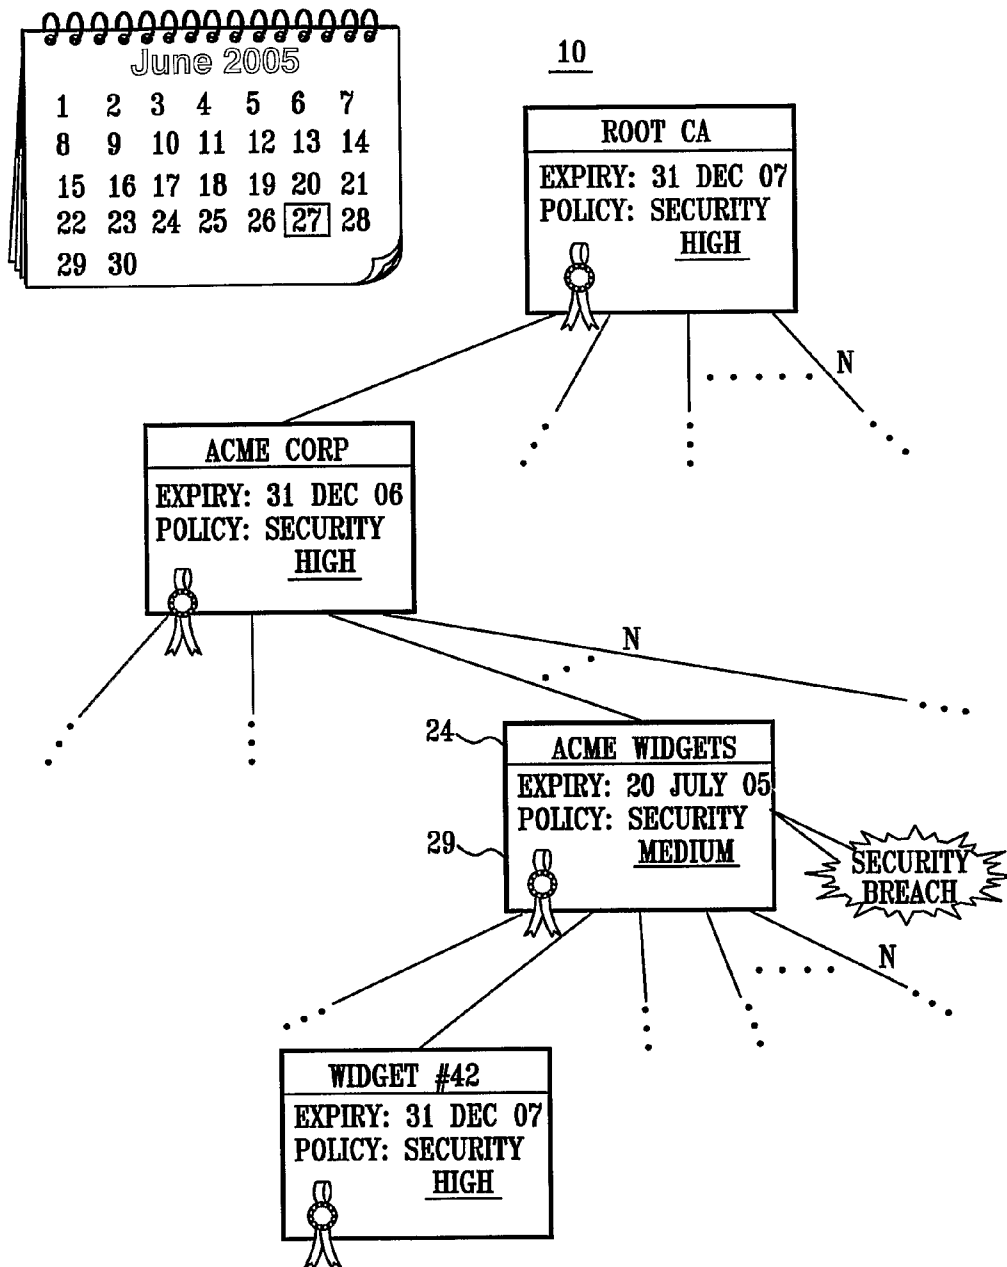 June 2005
1 2 3 4 5 6 7
8 9 10 11 12 13 14
15 16 17 18 19 20 21
22 23 24 25 26 27 28
29 30
10
ROOT CA
EXPIRY: 31 DEC 07
POLICY: SECURITY
HIGH
N
ACME CORP
EXPIRY: 31 DEC 06
POLICY: SECURITY
HIGH
N
24
ACME WIDGETS
EXPIRY: 20 JULY 05
POLICY: SECURITY
29
MEDIUM
SECURITY
BREACH
N
WIDGET #42
EXPIRY: 31 DEC 07
POLICY: SECURITY
HIGH